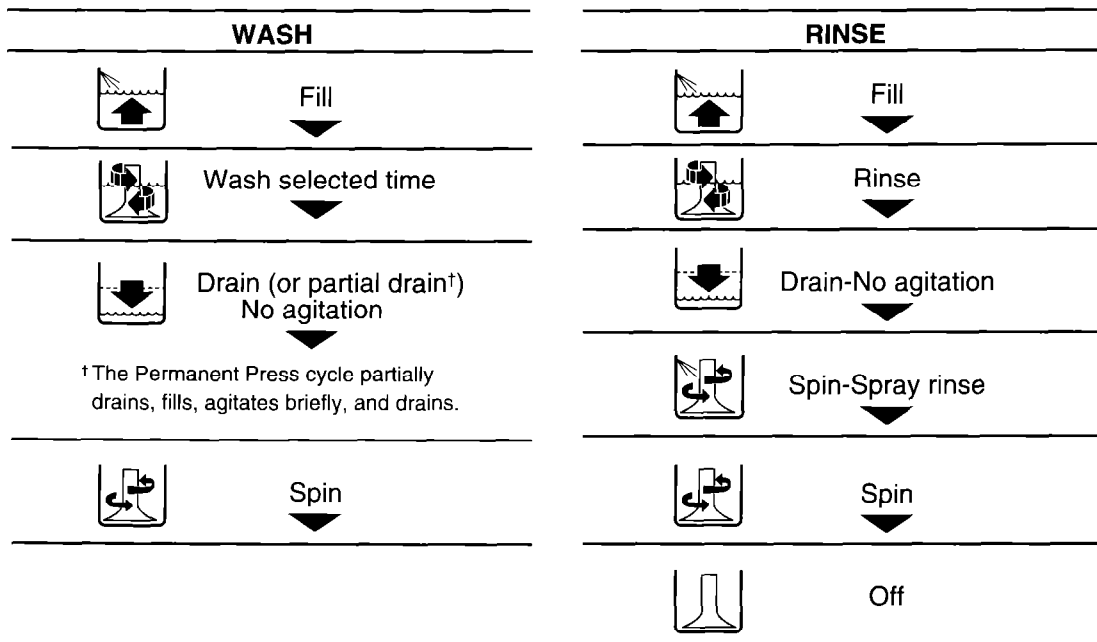 WASH
Fill
Wash selected time
Drain (or partial drain†)
No agitation
† The Permanent Press cycle partially
drains, fills, agitates briefly, and drains.
Spin
RINSE
Fill
Rinse
Drain-No agitation
Spin-Spray rinse
Spin
Off